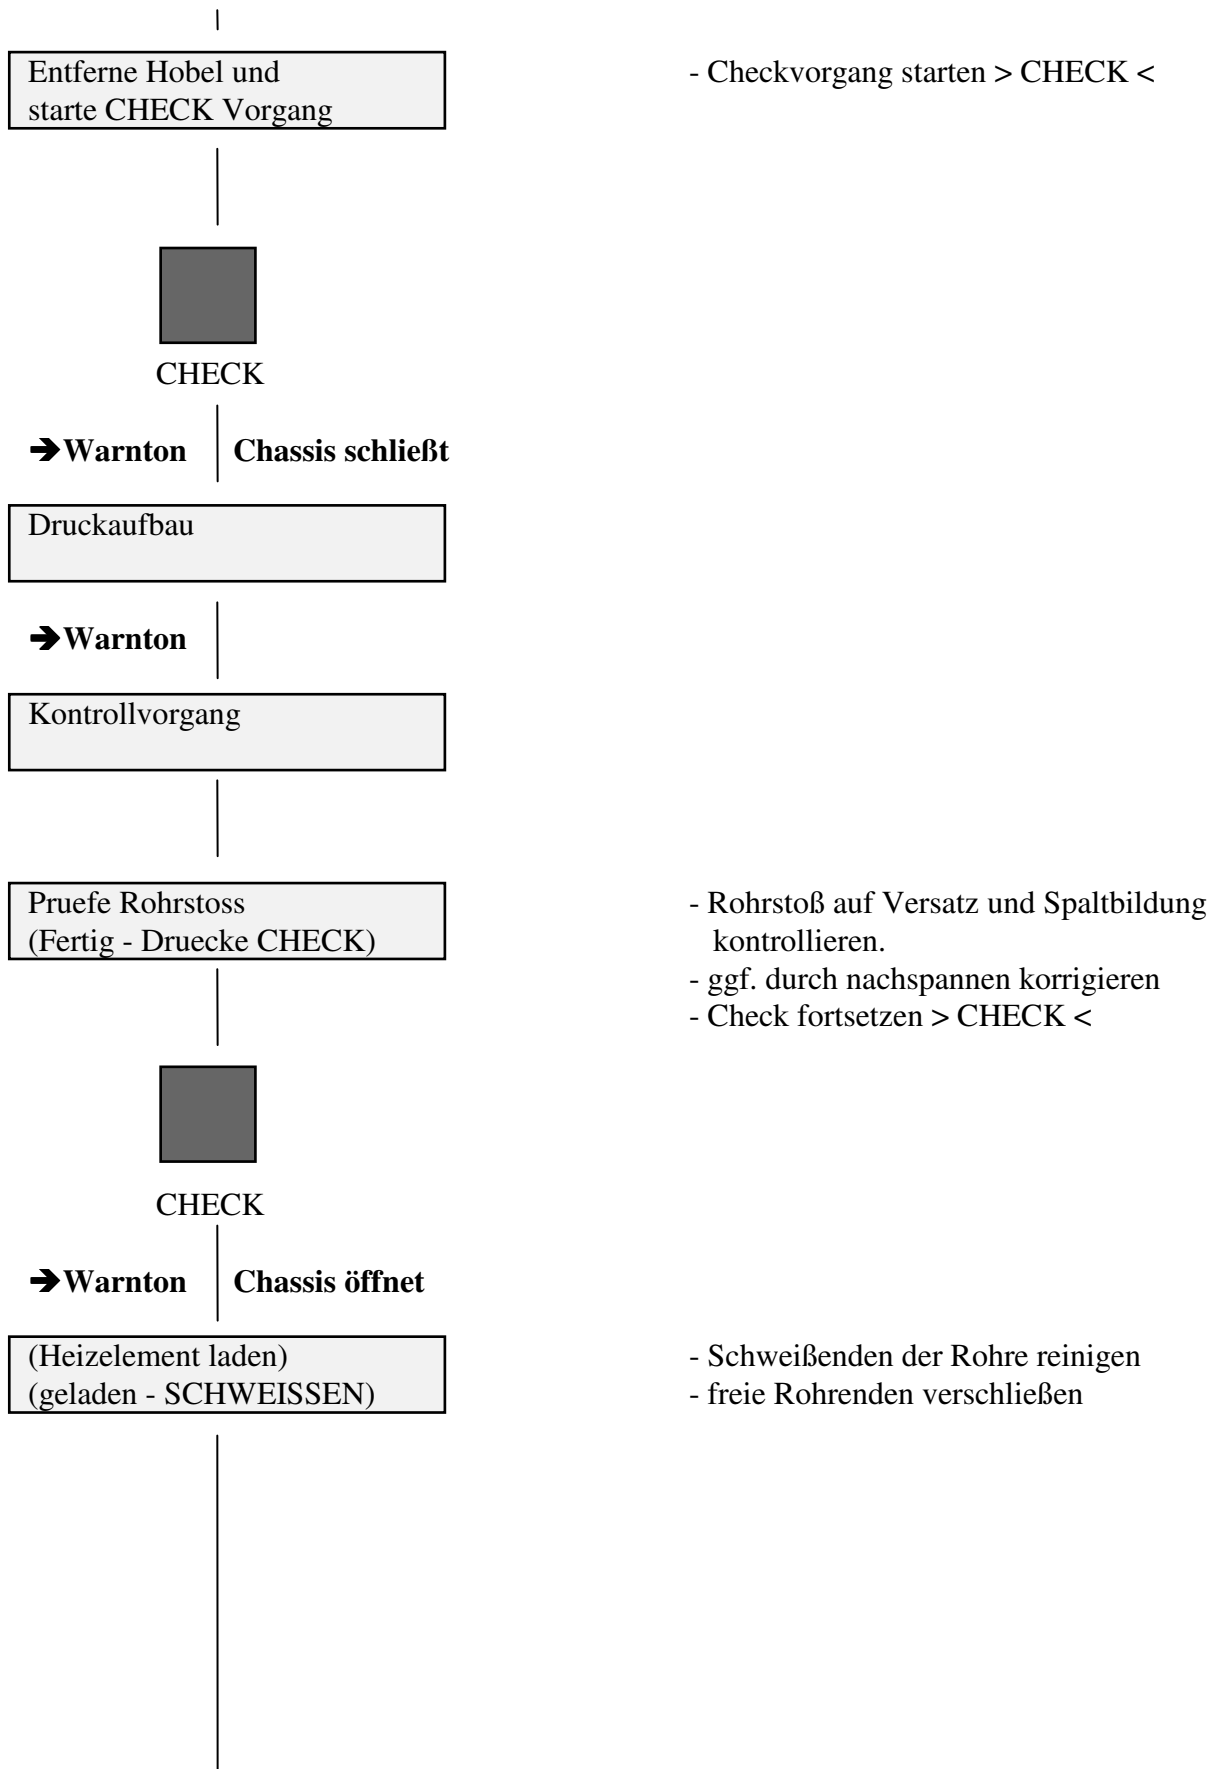 Entferne Hobel und
starte CHECK Vorgang
- Checkvorgang starten > CHECK <
CHECK
➔Warnton
Chassis schließt
Druckaufbau
➔Warnton
Kontrollvorgang
Pruefe Rohrstoss
(Fertig - Druecke CHECK)
- Rohrstoß auf Versatz und Spaltbildung
kontrollieren.
- ggf. durch nachspannen korrigieren
- Check fortsetzen > CHECK <
CHECK
➔Warnton
Chassis öffnet
(Heizelement laden)
(geladen - SCHWEISSEN)
- Schweißenden der Rohre reinigen
- freie Rohrenden verschließen